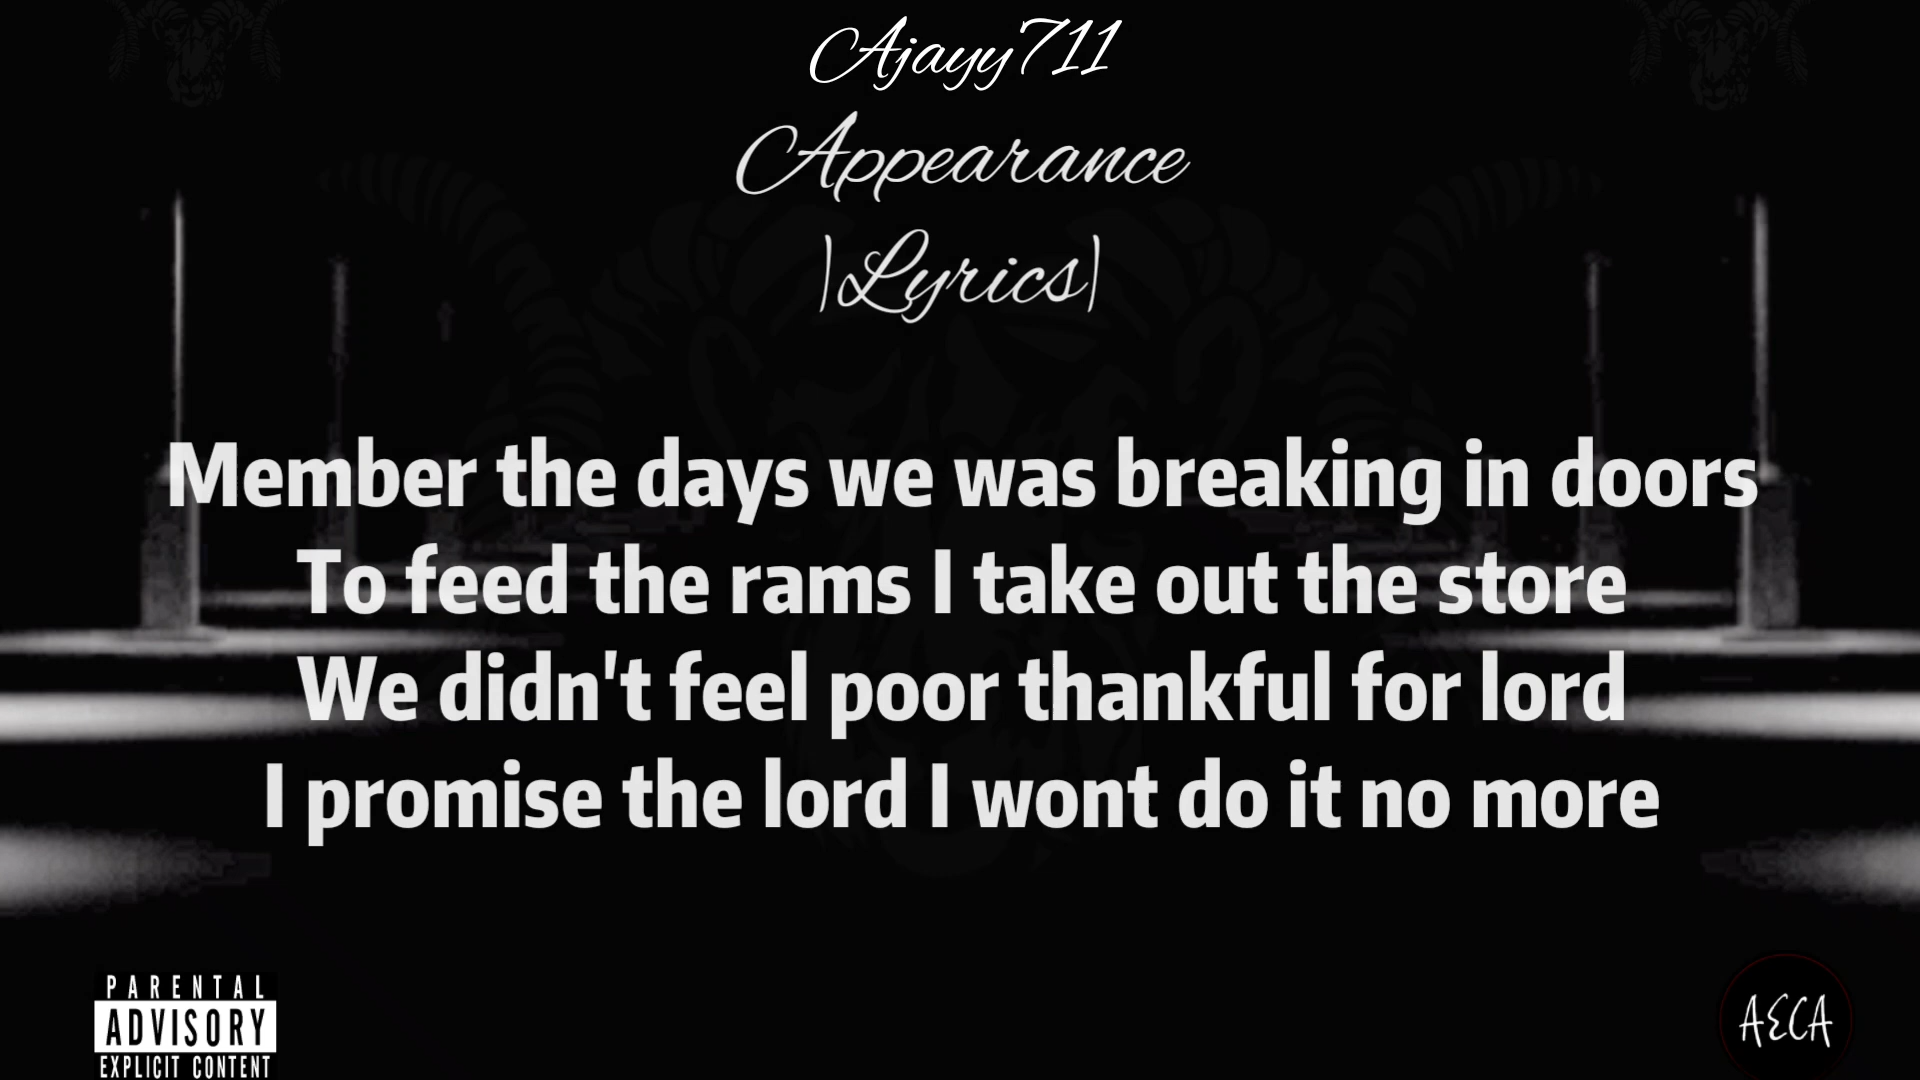 Ajayy711
Appearance
|Lyrics|
Member the days we was breaking in doors
To feed the rams I take out the store
We didn't feel poor thankful for lord
I promise the lord I wont do it no more
PARENTAL
ADVISORY
EXPLICIT CONTENT
AECA